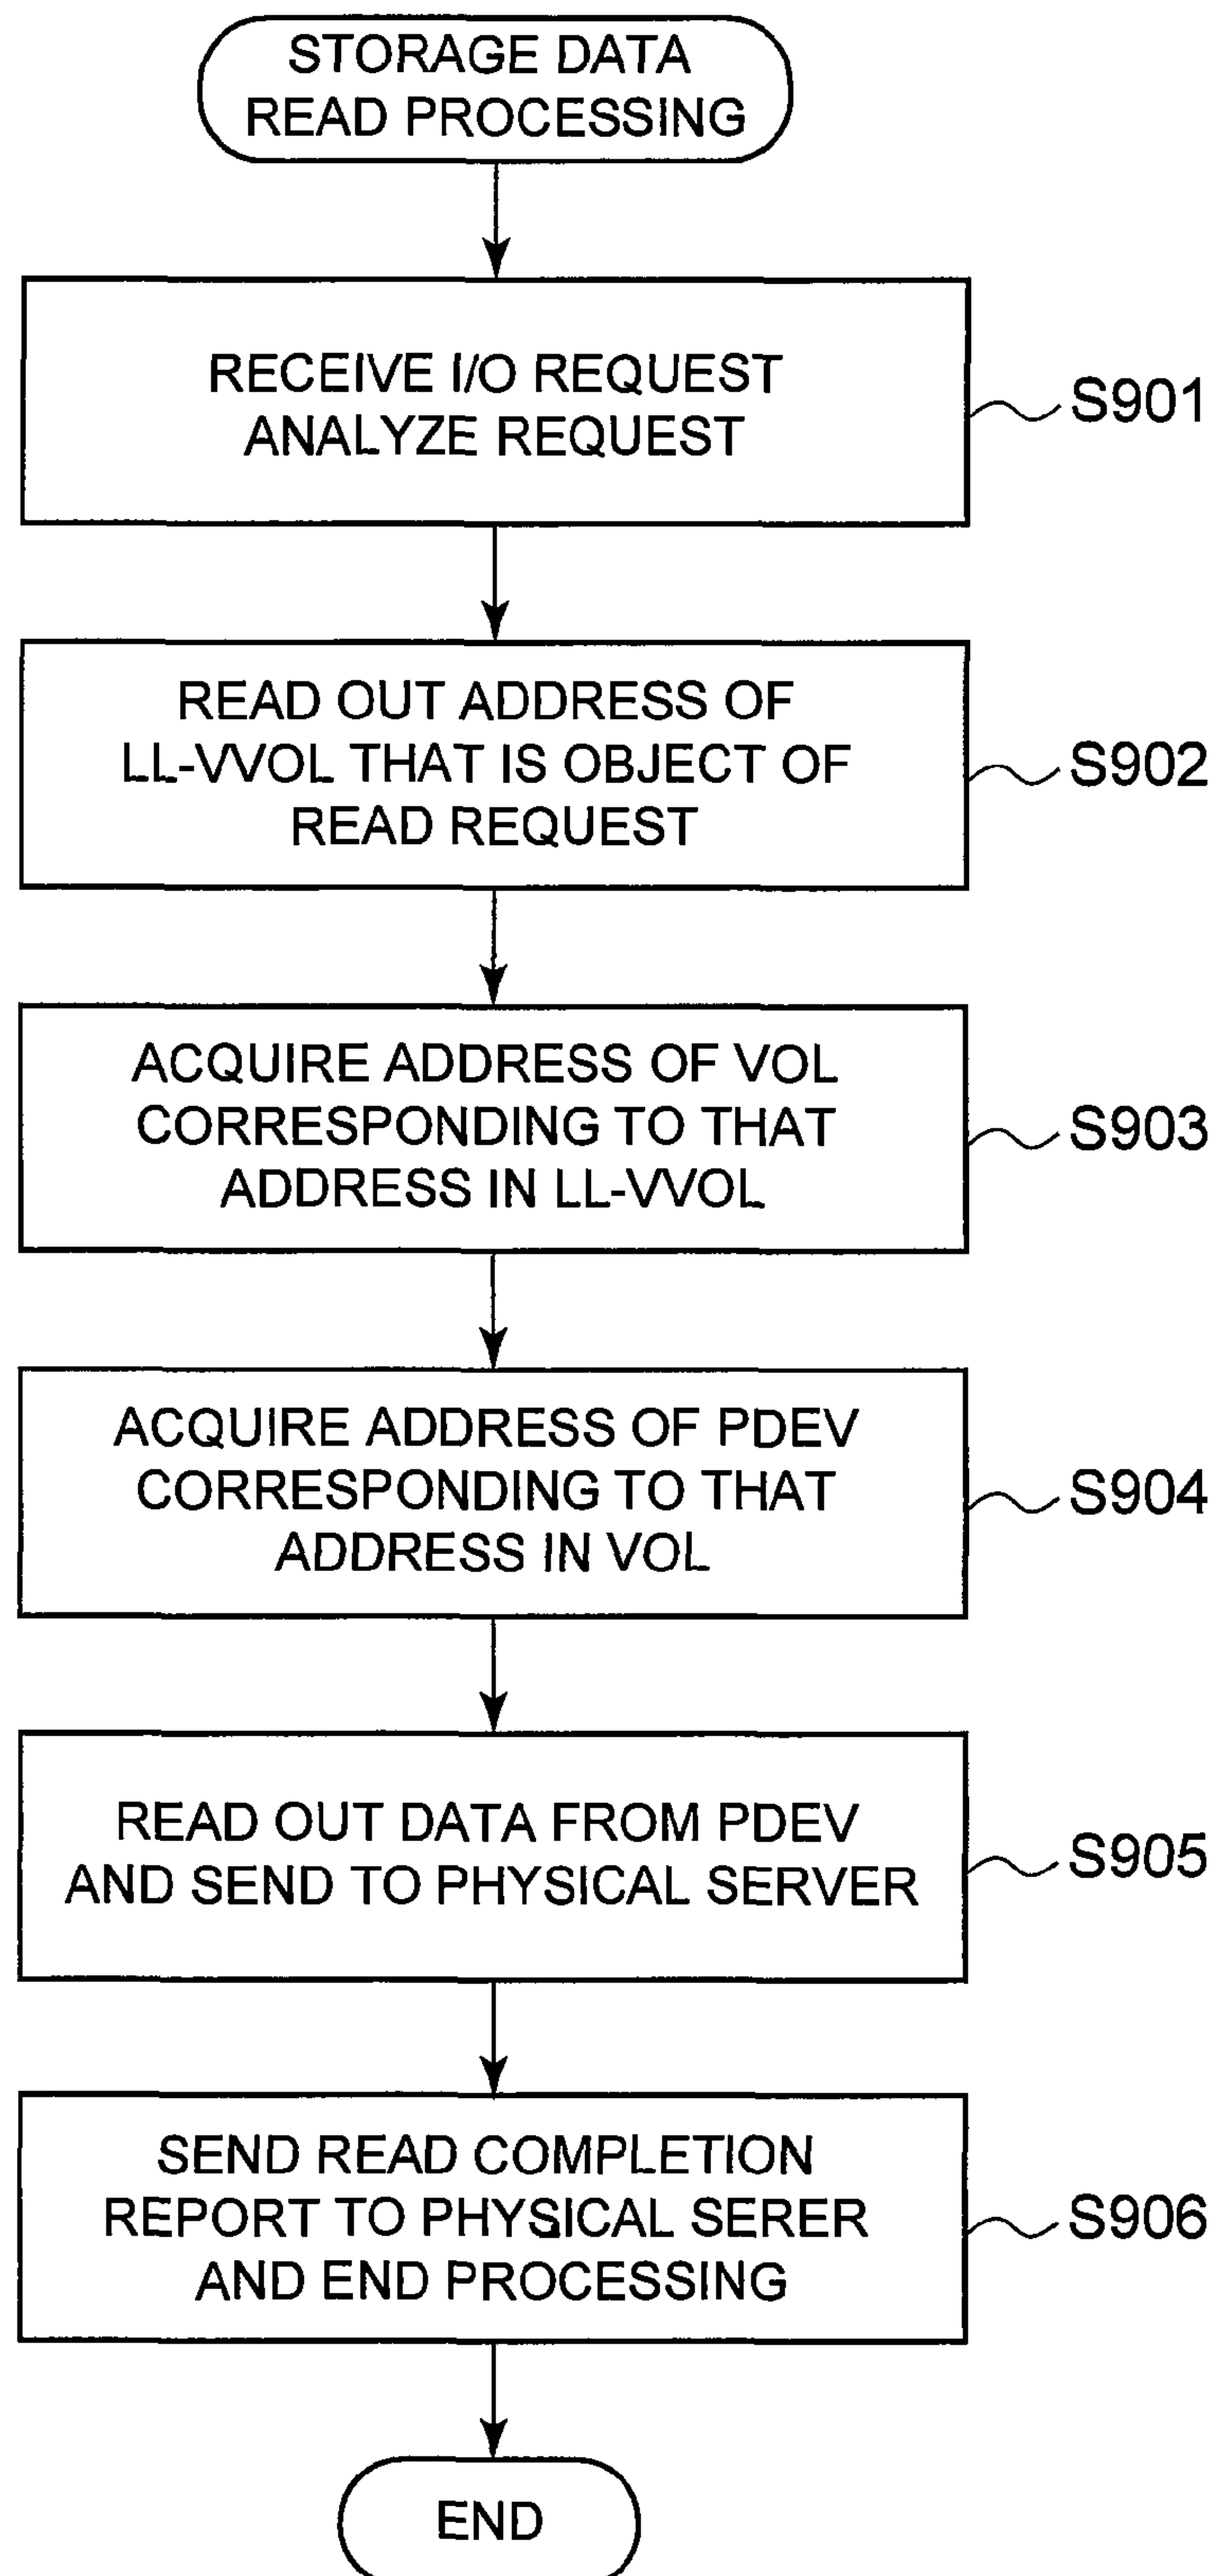 STORAGE DATA
READ PROCESSING
RECEIVE I/O REQUEST
ANALYZE REQUEST
S901
READ OUT ADDRESS OF
LL-VVOL THAT IS OBJECT OF
READ REQUEST
S902
ACQUIRE ADDRESS OF VOL
CORRESPONDING TO THAT
ADDRESS IN LL-VVOL
S903
ACQUIRE ADDRESS OF PDEV
CORRESPONDING TO THAT
ADDRESS IN VOL
S904
READ OUT DATA FROM PDEV
AND SEND TO PHYSICAL SERVER
S905
SEND READ COMPLETION
REPORT TO PHYSICAL SERER
AND END PROCESSING
S906
END